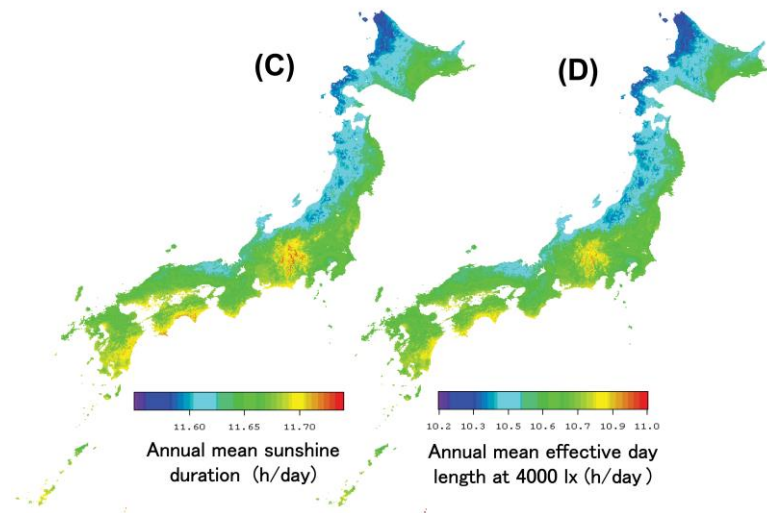 (C)
(D)
11.60 11.65 11.70
Annual mean sunshine
duration (h/day)
10.2 10.3 10.5 10.6 10.7 10.9 11.0
Annual mean effective day
length at 4000 lx (h/day)